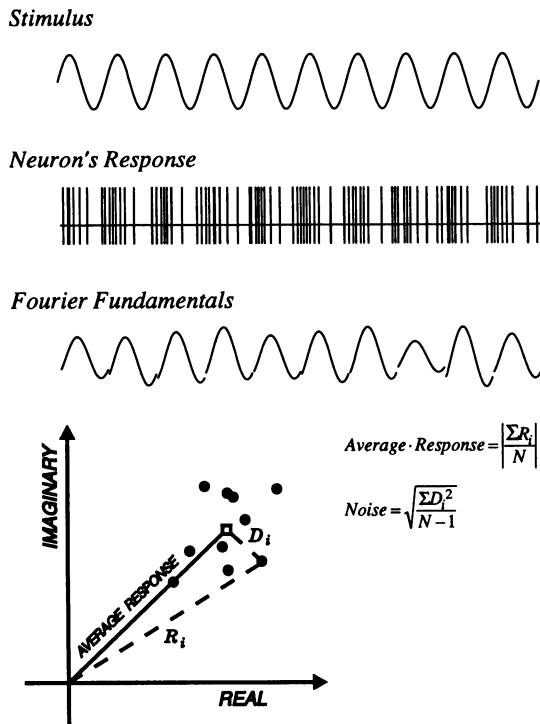 Stimulus
Neuron's Response
Fourier Fundamentals
IMAGINARY
Average · Response = |ΣR_i / N|
Noise = √(ΣD_i² / (N − 1))
D_i
AVERAGE RESPONSE
R_i
REAL